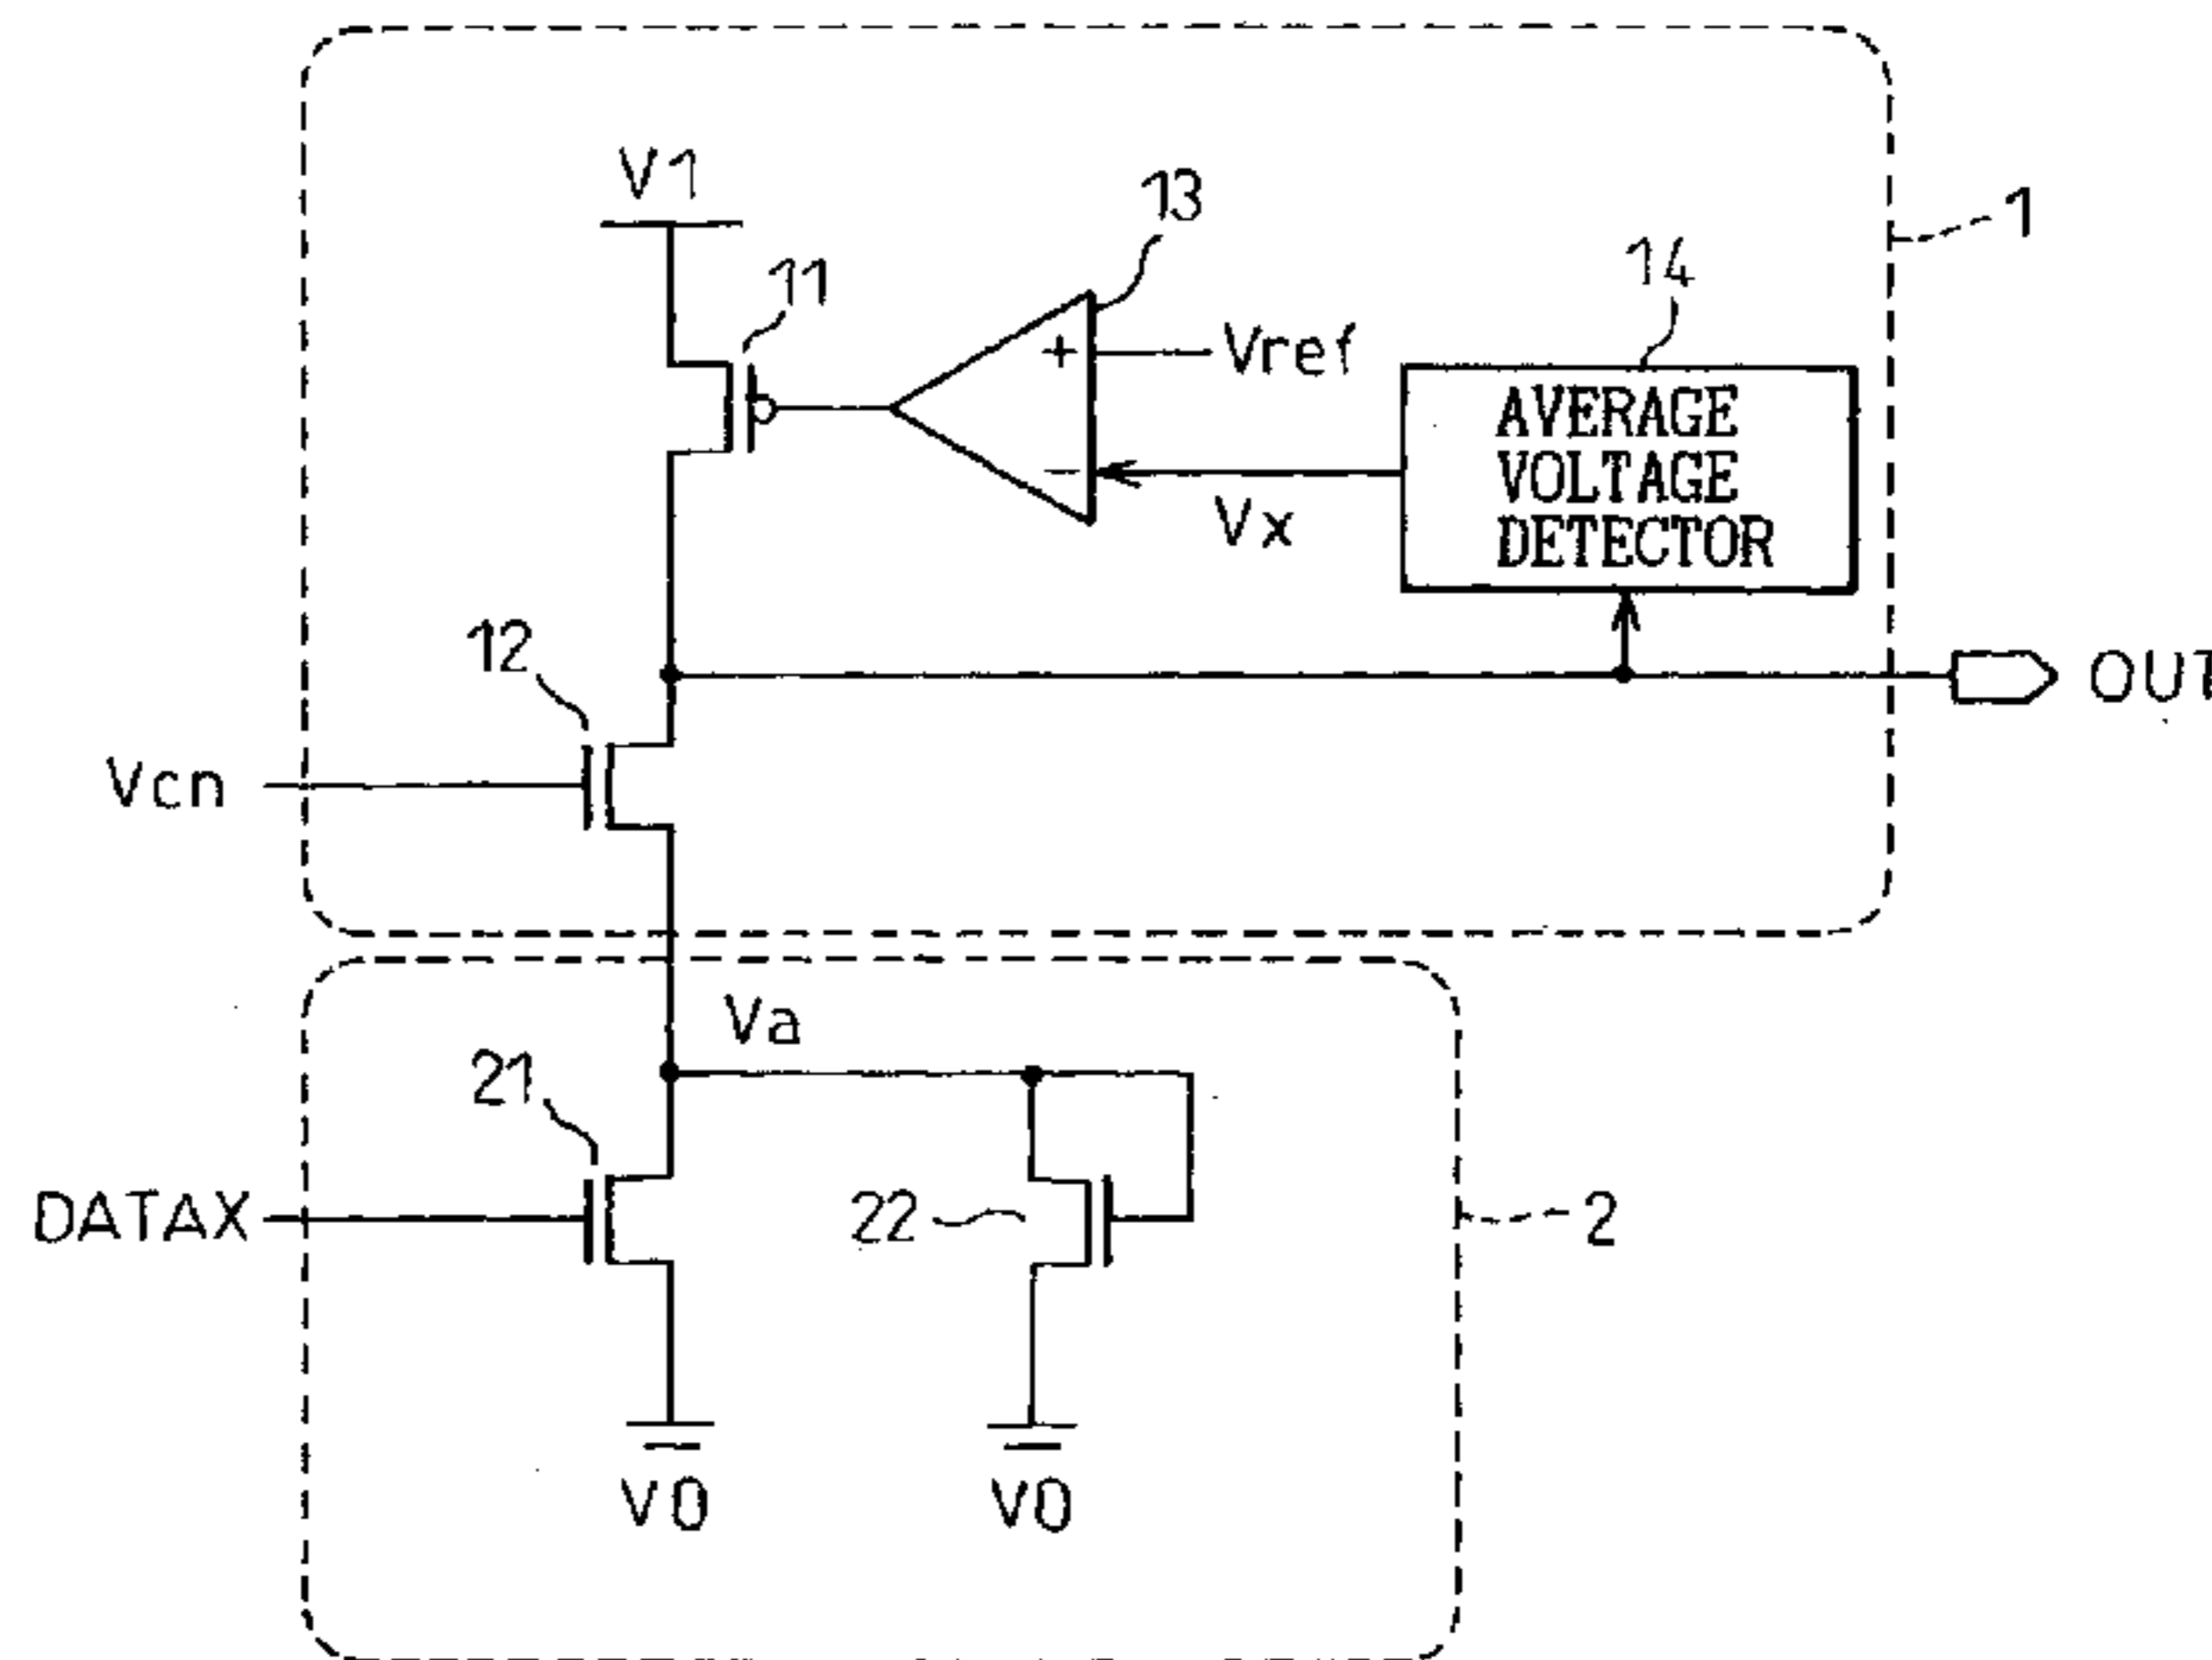 V1
13
1
11
14
Vref
AVERAGE
VOLTAGE
DETECTOR
Vx
12
OUT
Vcn
Va
21
DATAX
22
2
V0
V0